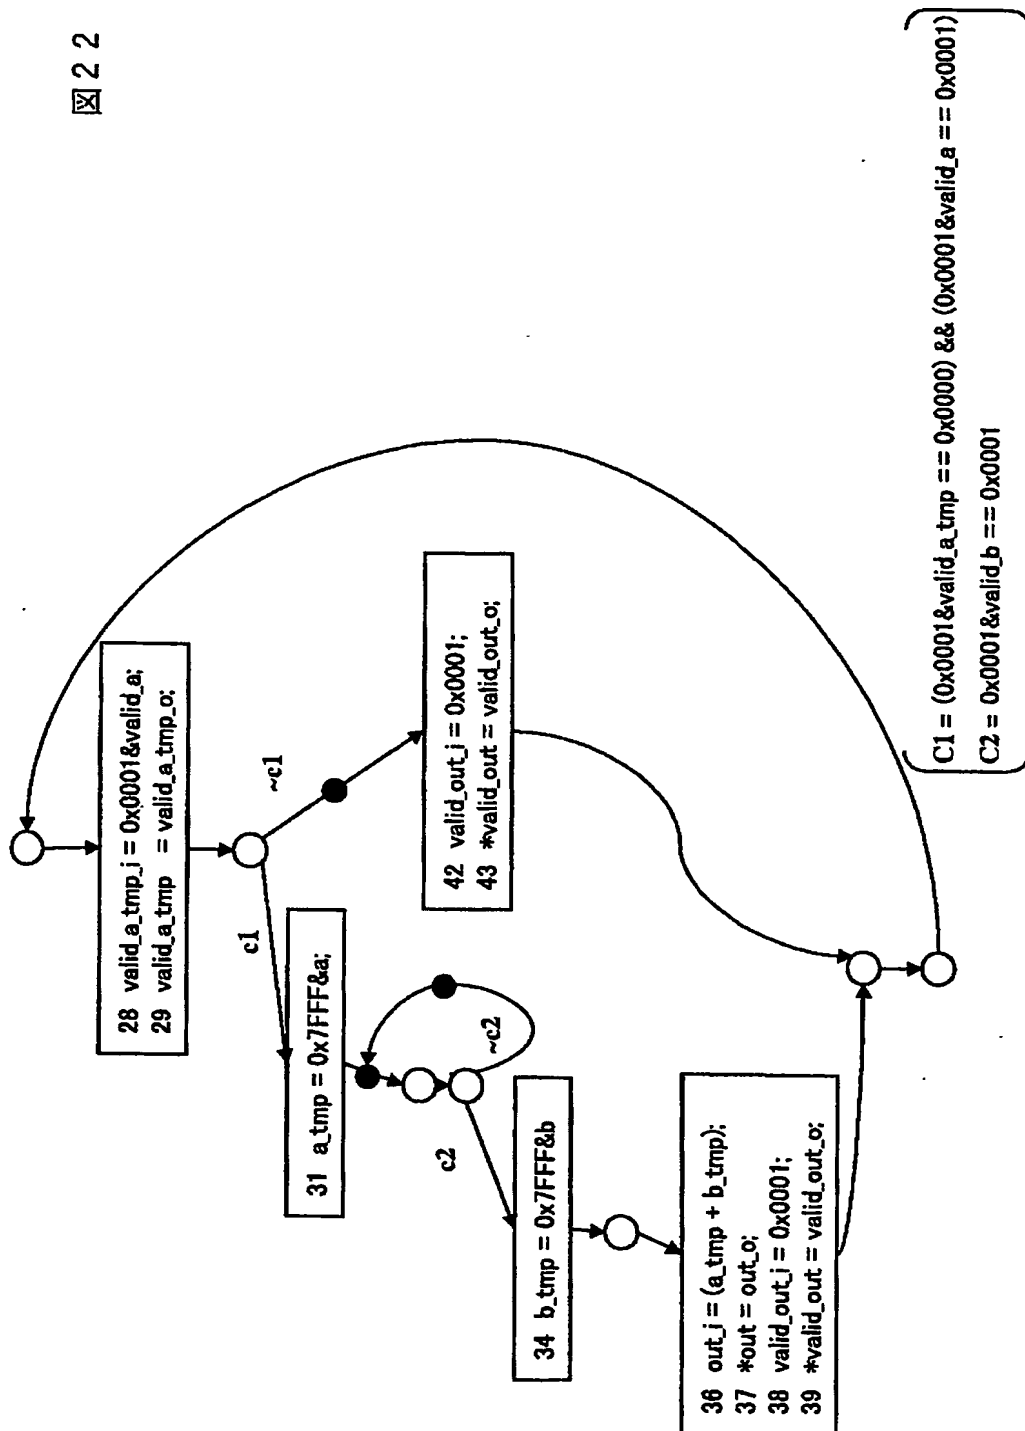 図２２
28 valid_a_tmp_i = 0x0001&valid_a;
29 valid_a_tmp = valid_a_tmp_o;
c1
~c1
31 a_tmp = 0x7FFF&a;
42 valid_out_i = 0x0001;
43 *valid_out = valid_out_o;
c2
~c2
34 b_tmp = 0x7FFF&b
36 out_i = (a_tmp + b_tmp);
37 *out = out_o;
38 valid_out_i = 0x0001;
39 *valid_out = valid_out_o;
C1 = (0x0001&valid_a_tmp == 0x0000) && (0x0001&valid_a == 0x0001)
C2 = 0x0001&valid_b == 0x0001